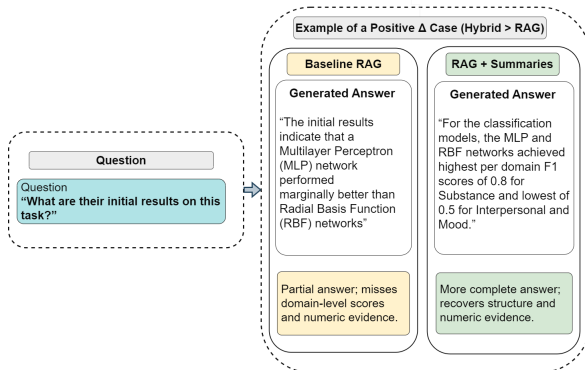 Example of a Positive Δ Case (Hybrid > RAG)
Question
Question
“What are their initial results on this
task?”
Baseline RAG
Generated Answer
“The initial results
indicate that a
Multilayer Perceptron
(MLP) network
performed
marginally better than
Radial Basis Function
(RBF) networks”
Partial answer; misses
domain-level scores
and numeric evidence.
RAG + Summaries
Generated Answer
“For the classification
models, the MLP and
RBF networks achieved
highest per domain F1
scores of 0.8 for
Substance and lowest of
0.5 for Interpersonal and
Mood.”
More complete answer;
recovers structure and
numeric evidence.